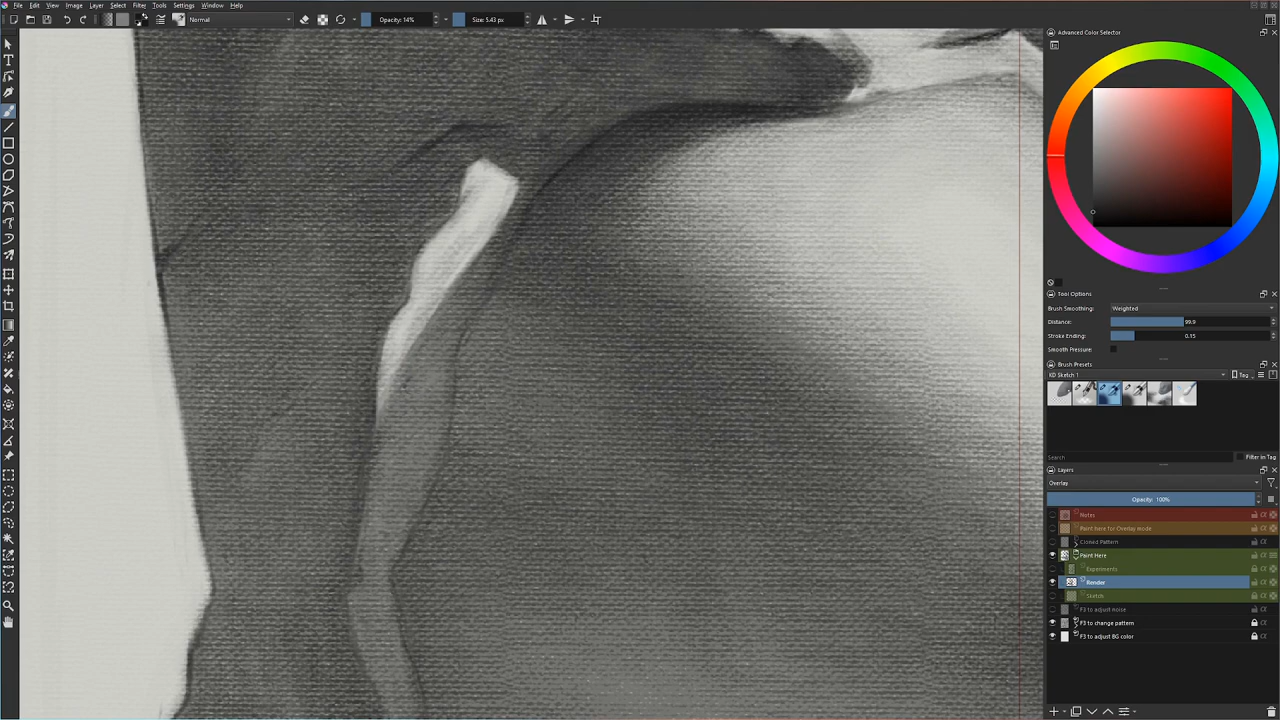 File Edit View Image Layer Select Filter Tools Settings Window Help
Normal Opacity: 14% Size: 5.43 px
Advanced Color Selector
Tool Options
Brush Smoothing: Weighted
Distance: 99.9
Stroke Ending: 0.15
Smooth Pressure:
Brush Presets
KD Sketch 1 Tag
Search Filter in Tag
Layers
Overlay
Opacity: 100%
Notes
Paint here for Overlay mode
Cloned Pattern
Paint Here
Experiments
Render
Sketch
F3 to adjust noise
F3 to change pattern
F3 to adjust BG color